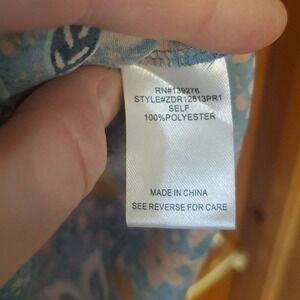 RN#139276
STYLE#ZDR12813PR1
SELF
100%POLYESTER
MADE IN CHINA
SEE REVERSE FOR CARE